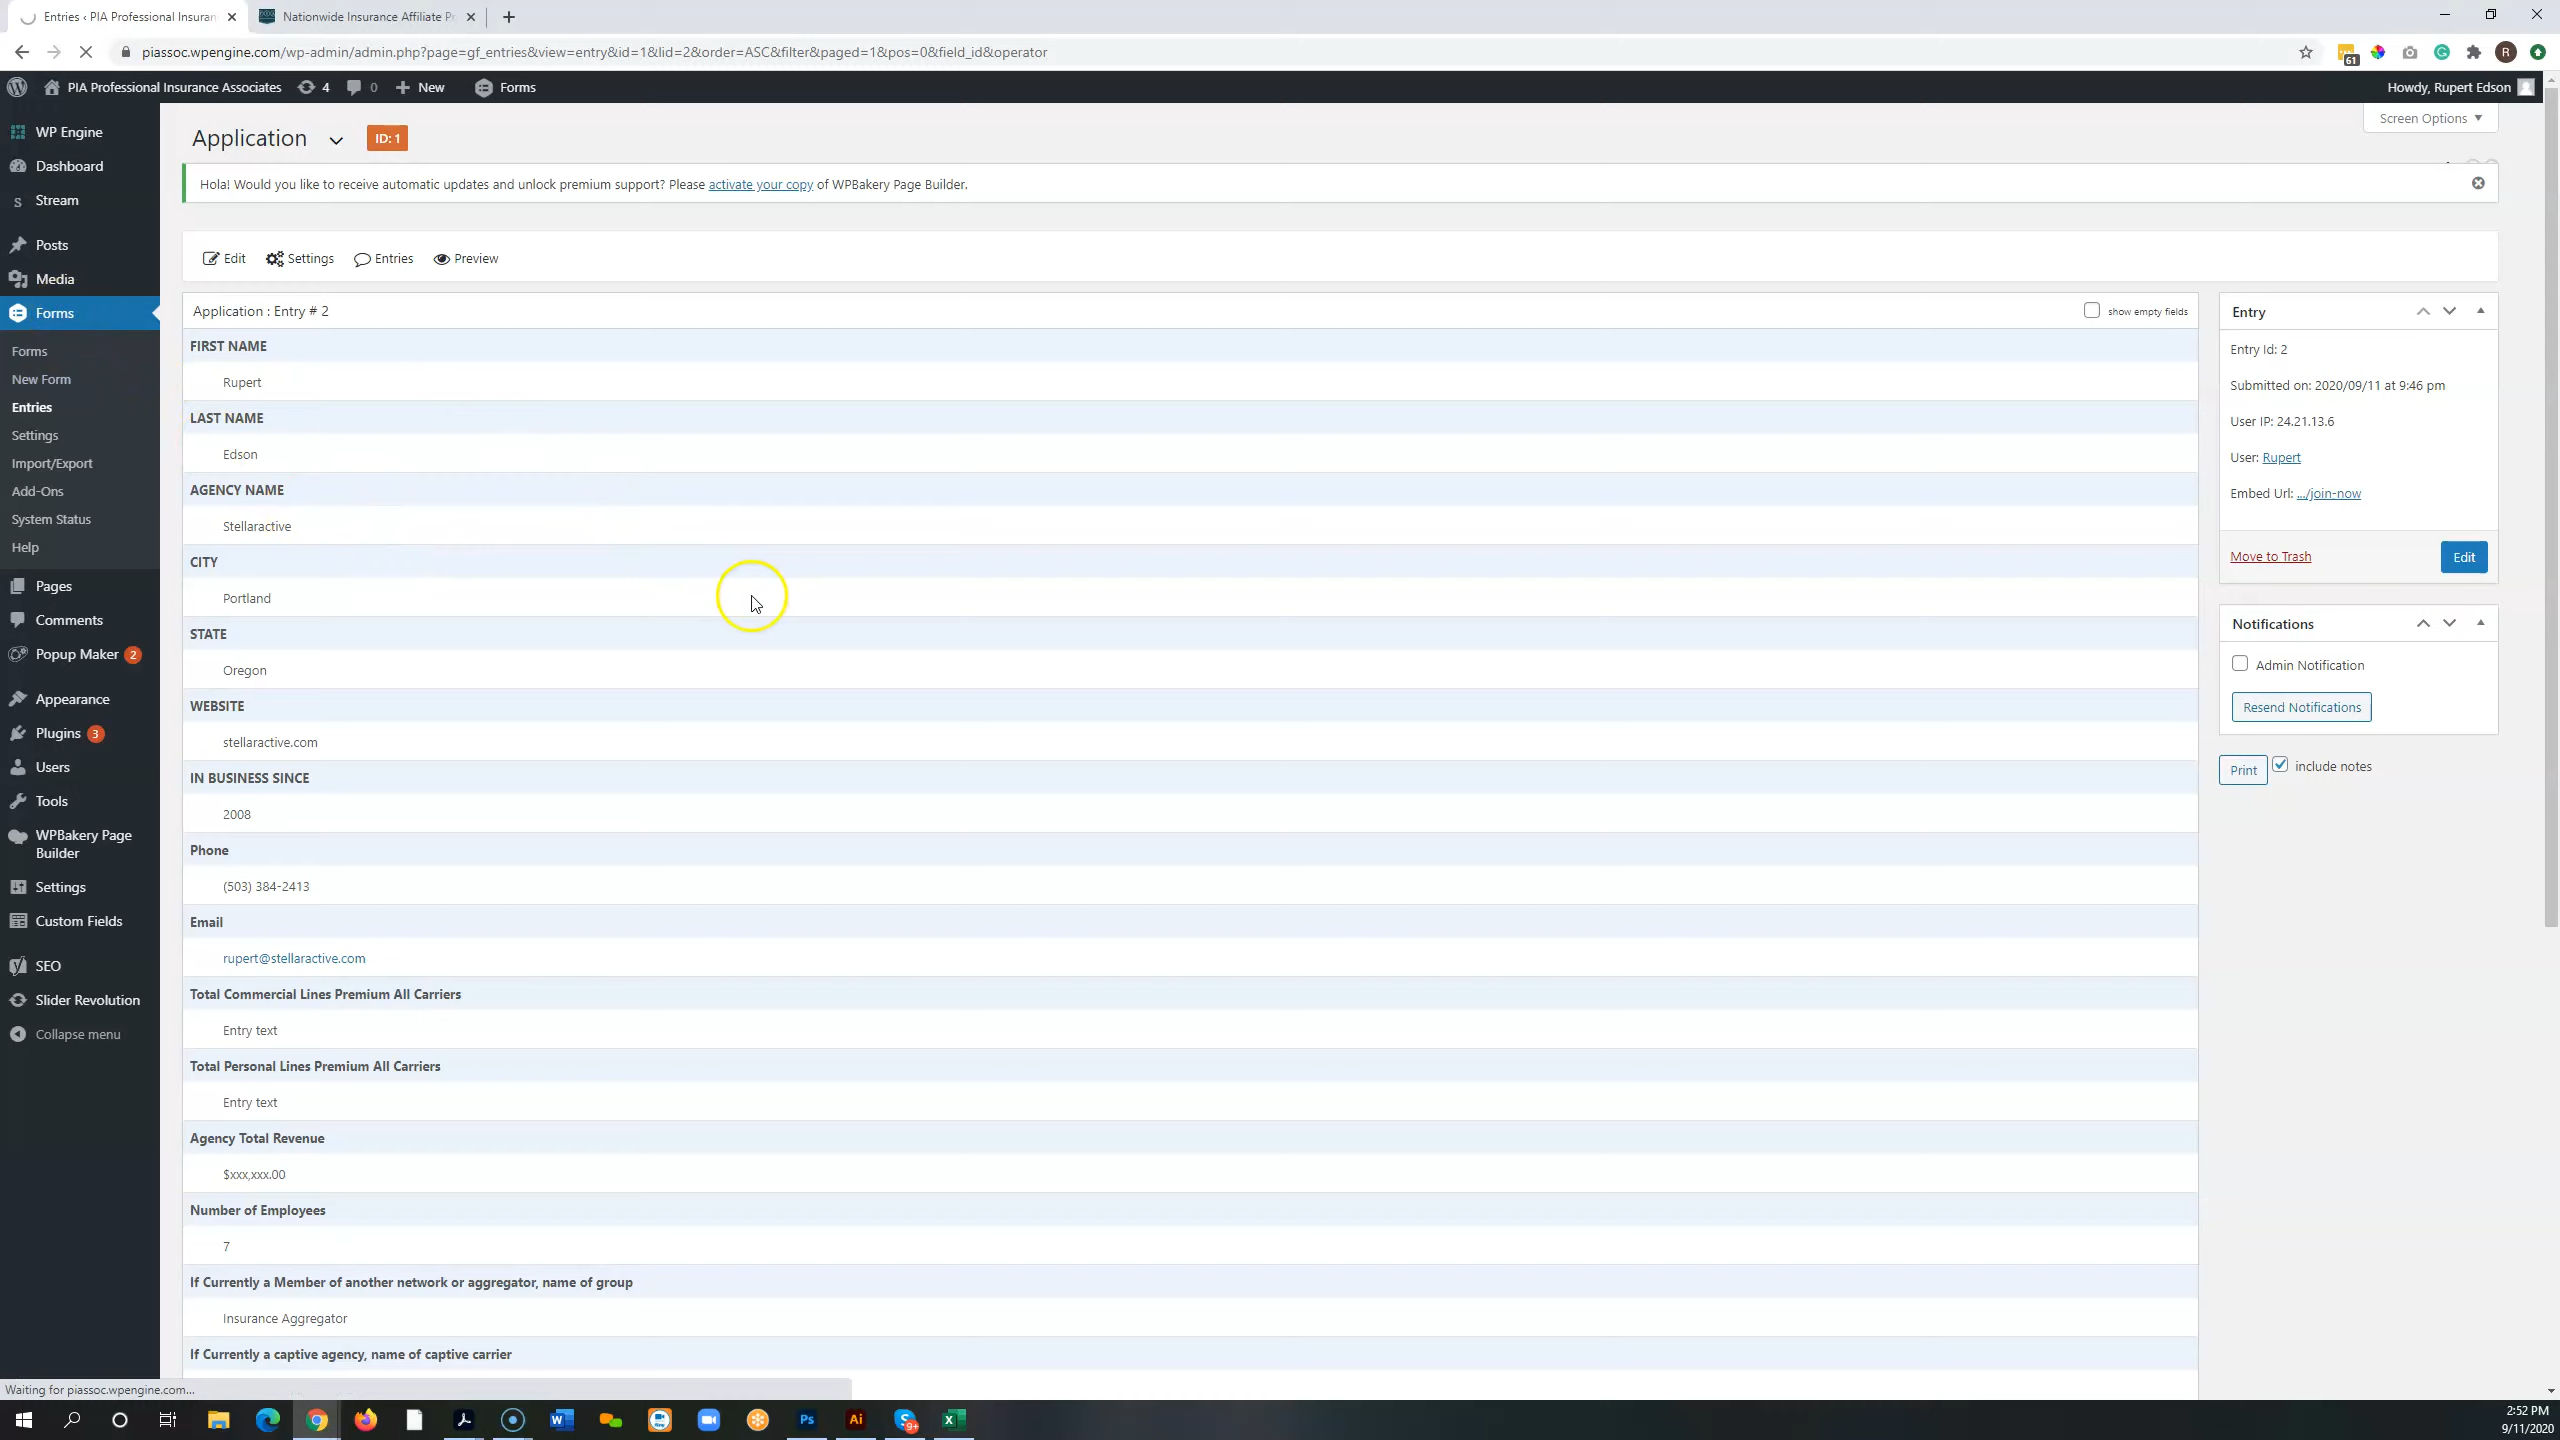 Entries ‹ PIA Professional Insuran
Nationwide Insurance Affiliate P
piassoc.wpengine.com/wp-admin/admin.php?page=gf_entries&view=entry&id=1&lid=2&order=ASC&filter&paged=1&pos=0&field_id&operator
61
R
PIA Professional Insurance Associates
4
0
New
Forms
Howdy, Rupert Edson
WP Engine
Dashboard
Stream
Posts
Media
Forms
Forms
New Form
Entries
Settings
Import/Export
Add-Ons
System Status
Help
Pages
Comments
Popup Maker 2
Appearance
Plugins 3
Users
Tools
WPBakery Page
Builder
Settings
Custom Fields
SEO
Slider Revolution
Collapse menu
Application
ID: 1
Screen Options
Hola! Would you like to receive automatic updates and unlock premium support? Please activate your copy of WPBakery Page Builder.
Edit
Settings
Entries
Preview
Application : Entry # 2
show empty fields
FIRST NAME
Rupert
LAST NAME
Edson
AGENCY NAME
Stellaractive
CITY
Portland
STATE
Oregon
WEBSITE
stellaractive.com
IN BUSINESS SINCE
2008
Phone
(503) 384-2413
Email
rupert@stellaractive.com
Total Commercial Lines Premium All Carriers
Entry text
Total Personal Lines Premium All Carriers
Entry text
Agency Total Revenue
$xxx,xxx.00
Number of Employees
7
If Currently a Member of another network or aggregator, name of group
Insurance Aggregator
If Currently a captive agency, name of captive carrier
Entry
Entry Id: 2
Submitted on: 2020/09/11 at 9:46 pm
User IP: 24.21.13.6
User: Rupert
Embed Url: .../join-now
Move to Trash
Edit
Notifications
Admin Notification
Resend Notifications
Print
include notes
Waiting for piassoc.wpengine.com...
Ps
Ai
9+
2:52 PM
9/11/2020